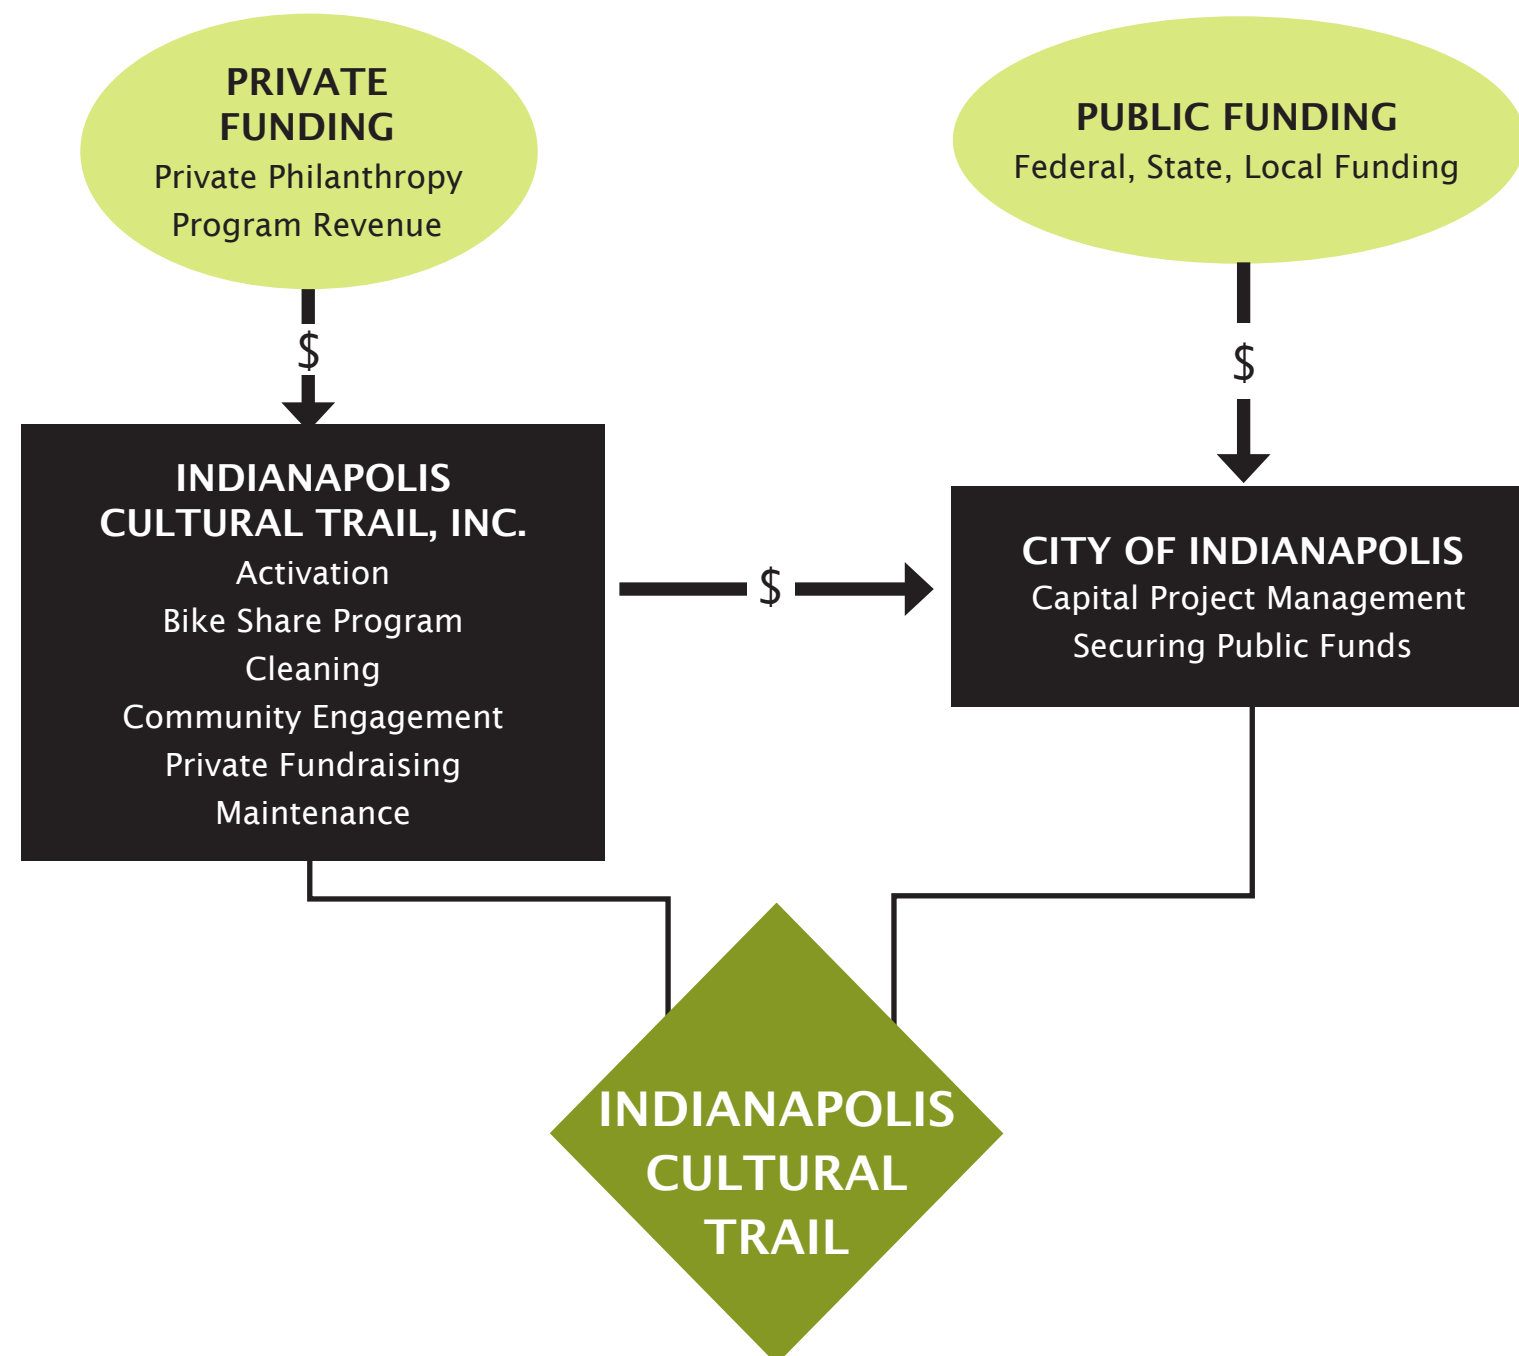 PRIVATE
FUNDING
Private Philanthropy
Program Revenue
$
PUBLIC FUNDING
Federal, State, Local Funding
$
INDIANAPOLIS
CULTURAL TRAIL, INC.
Activation
Bike Share Program
Cleaning
Community Engagement
Private Fundraising
Maintenance
$
CITY OF INDIANAPOLIS
Capital Project Management
Securing Public Funds
INDIANAPOLIS
CULTURAL
TRAIL